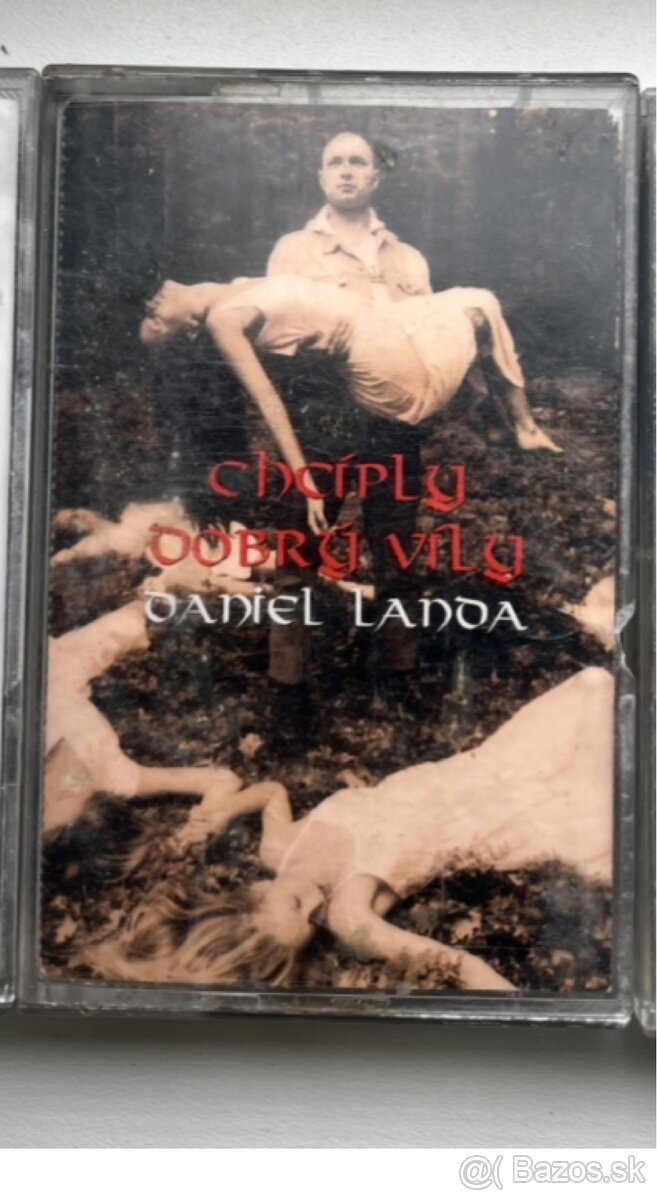 chcíply
dobrý víly
daniel landa
@( Bazos.sk